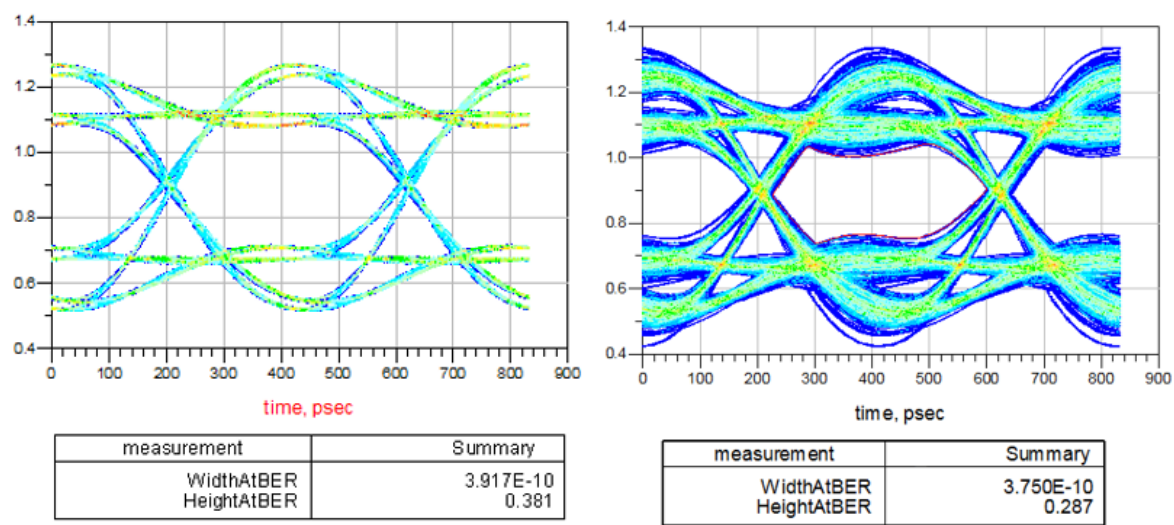 1.4
1.2
1.0
0.8
0.6
0.4
0 100 200 300 400 500 600 700 800 900
time, psec
measurement Summary
WidthAtBER 3.917E-10
HeightAtBER 0.381
1.4
1.2
1.0
0.8
0.6
0.4
0 100 200 300 400 500 600 700 800 900
time, psec
measurement Summary
WidthAtBER 3.750E-10
HeightAtBER 0.287